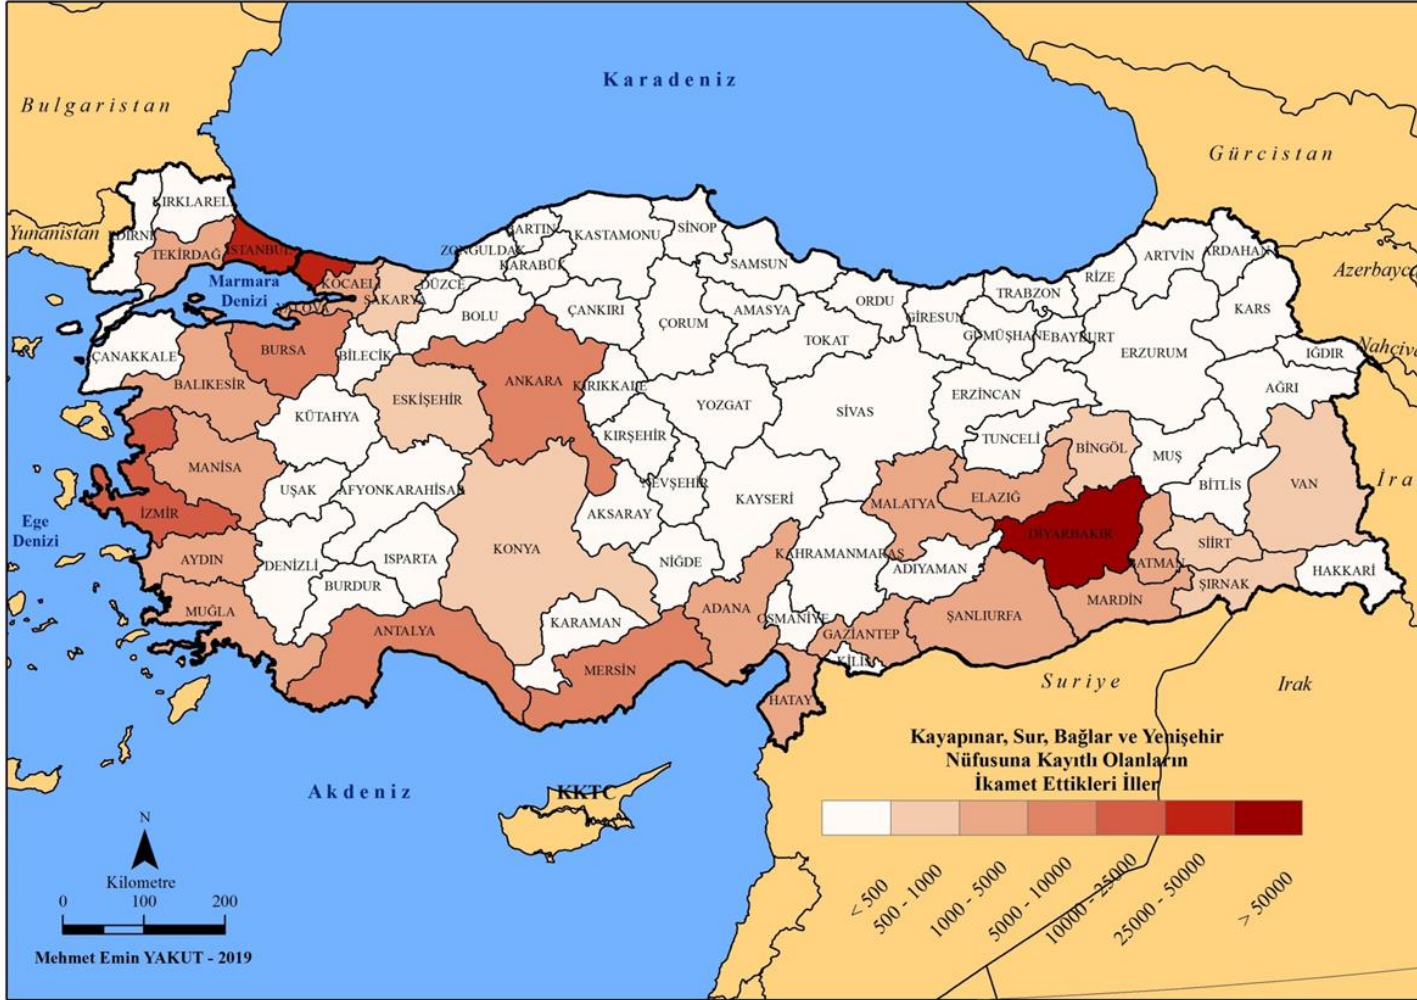 Karadeniz
Bulgaristan
Gürcistan
Yunanistan
KIRKLARELİ
EDİRNE
TEKİRDAĞ
İSTANBUL
KOCAELİ
SAKARYA
YALOVA
Marmara
Denizi
DÜZCE
ZONGULDAK
BARTIN
KARABÜK
KASTAMONU
SİNOP
SAMSUN
ORDU
GİRESUN
TRABZON
RİZE
ARTVİN
ARDAHAN
Azerbayca
KARS
Nahçıva
IĞDIR
AĞRI
ERZURUM
BAYBURT
GÜMÜŞHANE
ERZİNCAN
TOKAT
AMASYA
ÇORUM
ÇANKIRI
BOLU
BİLECİK
BURSA
ÇANAKKALE
BALIKESİR
KÜTAHYA
ESKİŞEHİR
ANKARA
KIRIKKALE
YOZGAT
SİVAS
TUNCELİ
BİNGÖL
MUŞ
BİTLİS
VAN
İra
KIRŞEHİR
NEVŞEHİR
KAYSERİ
AKSARAY
MALATYA
ELAZIĞ
DİYARBAKIR
BATMAN
SİİRT
ŞIRNAK
HAKKARİ
MARDİN
ŞANLIURFA
ADIYAMAN
KAHRAMANMARAŞ
GAZİANTEP
KİLİS
OSMANİYE
HATAY
ADANA
NİĞDE
MERSİN
KARAMAN
KONYA
ANTALYA
ISPARTA
BURDUR
AFYONKARAHİSAR
UŞAK
DENİZLİ
MANİSA
İZMİR
AYDIN
MUĞLA
Ege
Denizi
Akdeniz
KKTC
Suriye
Irak
Kayapınar, Sur, Bağlar ve Yenişehir
Nüfusuna Kayıtlı Olanların
İkamet Ettikleri İller
< 500
500 - 1000
1000 - 5000
5000 - 10000
10000 - 25000
25000 - 50000
> 50000
N
Kilometre
0 100 200
Mehmet Emin YAKUT - 2019